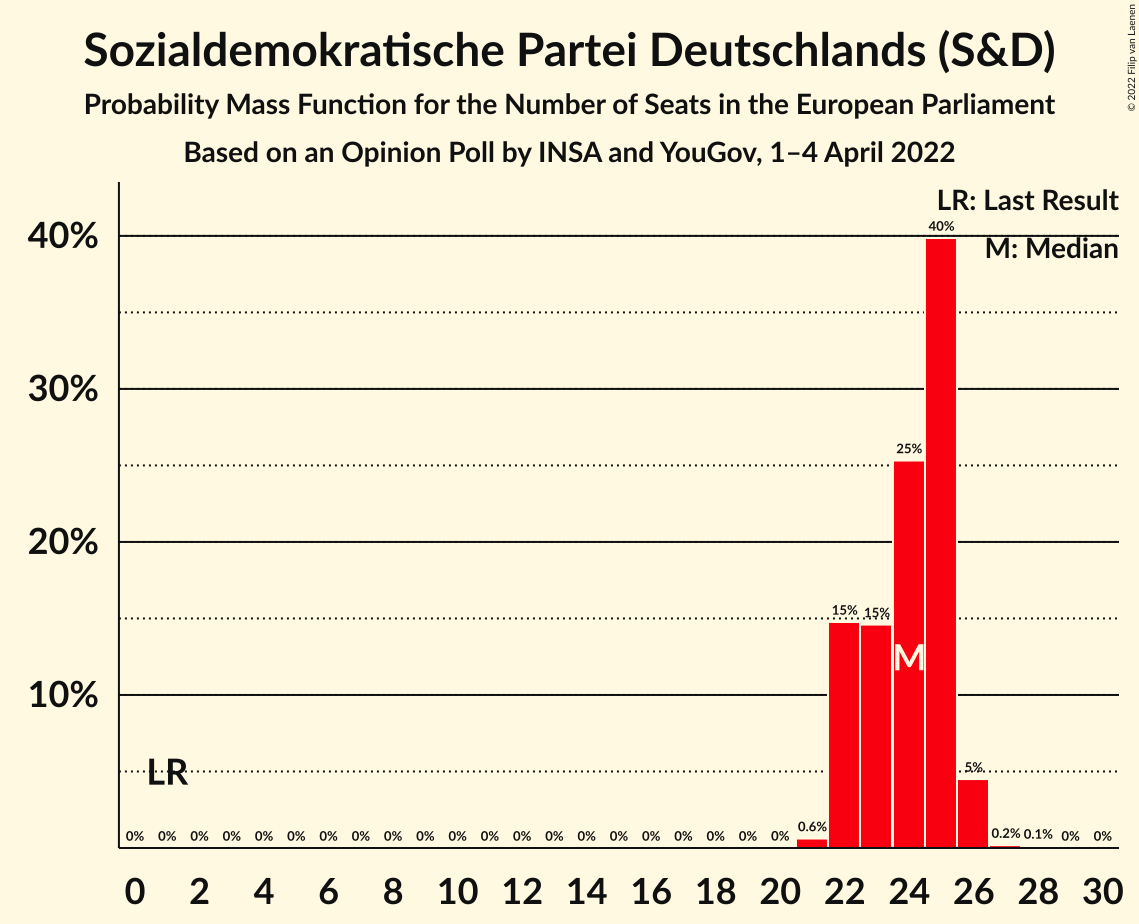 Sozialdemokratische Partei Deutschlands (S&D)
Probability Mass Function for the Number of Seats in the European Parliament
Based on an Opinion Poll by INSA and YouGov, 1–4 April 2022
© 2022 Filip van Laenen
LR: Last Result
M: Median
40%
30%
20%
10%
LR
M
0% 0% 0% 0% 0% 0% 0% 0% 0% 0% 0% 0% 0% 0% 0% 0% 0% 0% 0% 0% 0% 0.6% 15% 15% 25% 40% 5% 0.2% 0.1% 0% 0%
0 2 4 6 8 10 12 14 16 18 20 22 24 26 28 30